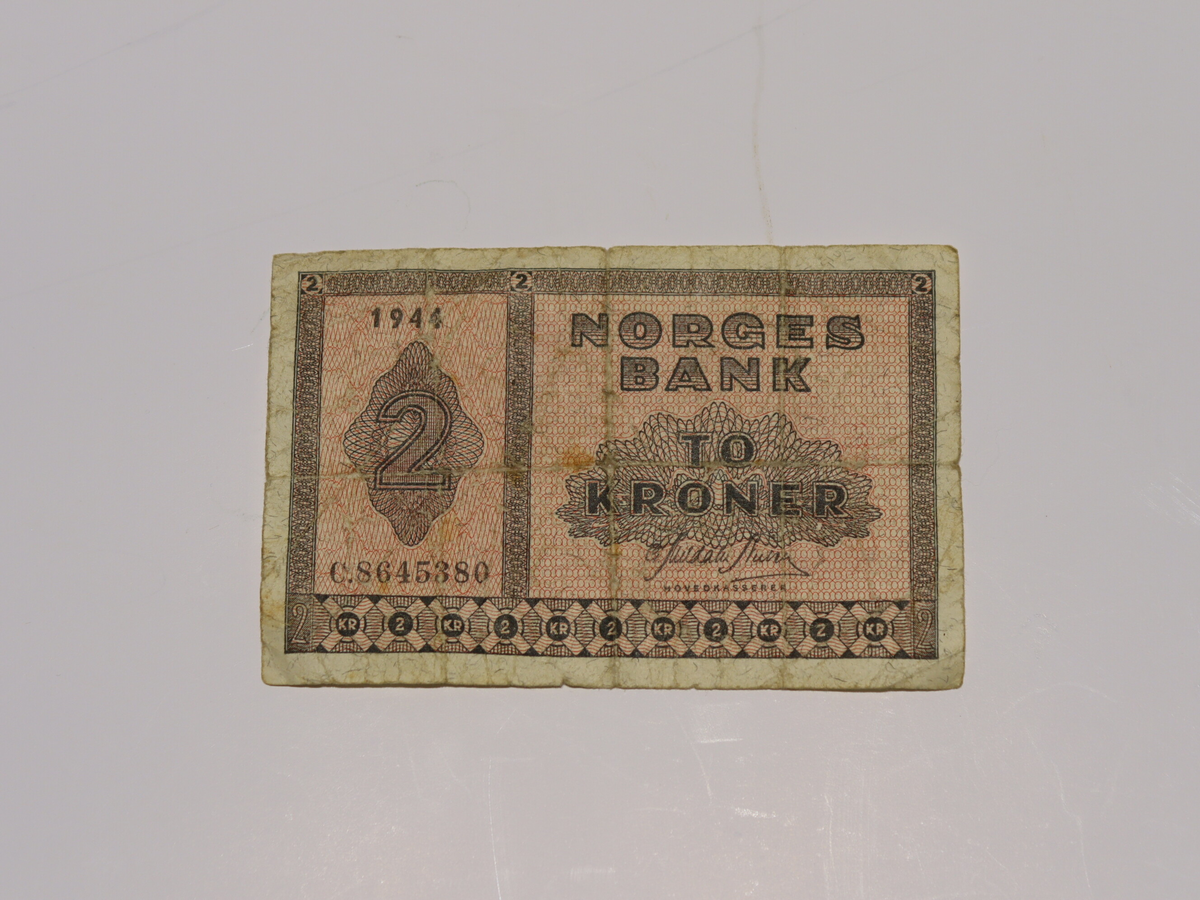 2 2 2
1944
NORGES
BANK
2
TO
KRONER
C.8645380
HOVEDKASSERER
2 KR 2 KR 2 KR 2 KR 2 KR 2 KR 2